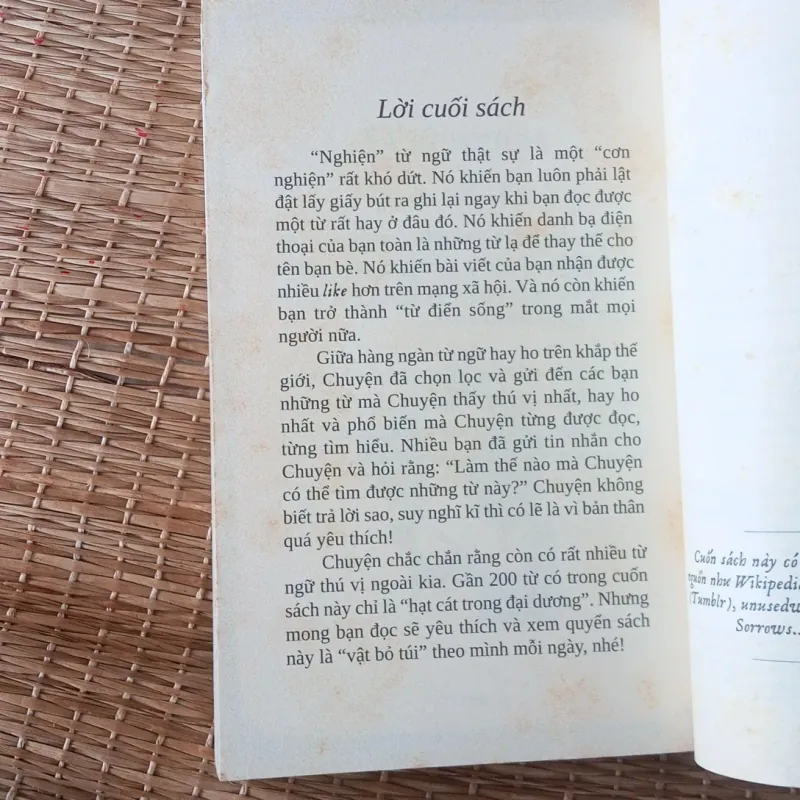 Lời cuối sách
“Nghiện” từ ngữ thật sự là một “cơn
nghiện” rất khó dứt. Nó khiến bạn luôn phải lật
đật lấy giấy bút ra ghi lại ngay khi bạn đọc được
một từ rất hay ở đâu đó. Nó khiến danh bạ điện
thoại của bạn toàn là những từ lạ để thay thế cho
tên bạn bè. Nó khiến bài viết của bạn nhận được
nhiều like hơn trên mạng xã hội. Và nó còn khiến
bạn trở thành “từ điển sống” trong mắt mọi
người nữa.
Giữa hàng ngàn từ ngữ hay ho trên khắp thế
giới, Chuyện đã chọn lọc và gửi đến các bạn
những từ mà Chuyện thấy thú vị nhất, hay ho
nhất và phổ biến mà Chuyện từng được đọc,
từng tìm hiểu. Nhiều bạn đã gửi tin nhắn cho
Chuyện và hỏi rằng: “Làm thế nào mà Chuyện
có thể tìm được những từ này?” Chuyện không
biết trả lời sao, suy nghĩ kĩ thì có lẽ là vì bản thân
quá yêu thích!
Chuyện chắc chắn rằng còn có rất nhiều từ
ngữ thú vị ngoài kia. Gần 200 từ có trong cuốn
sách này chỉ là “hạt cát trong đại dương”. Nhưng
mong bạn đọc sẽ yêu thích và xem quyển sách
này là “vật bỏ túi” theo mình mỗi ngày, nhé!
Cuốn sách này có
nguồn như Wikipedi
(Tumblr), unusedw
Sorrows..